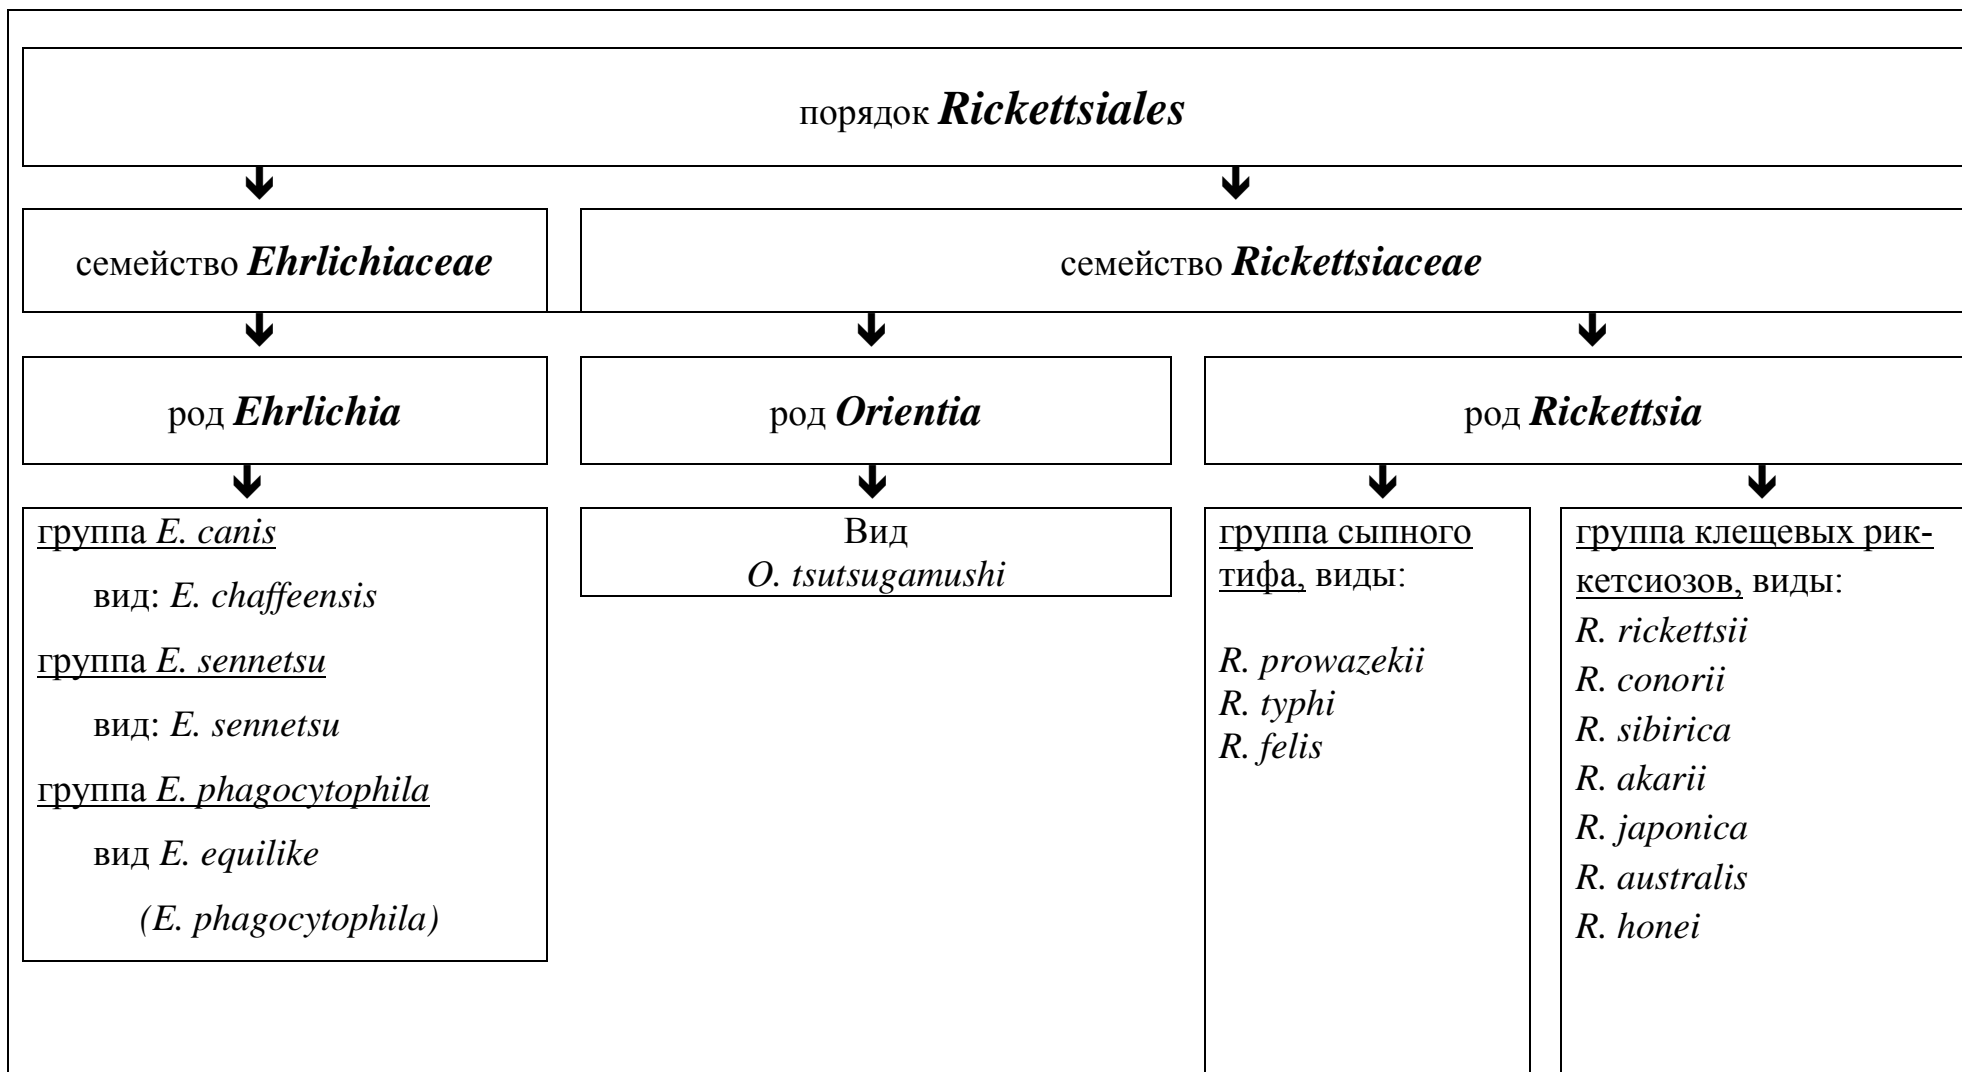 порядок Rickettsiales
семейство Ehrlichiaceae
семейство Rickettsiaceae
род Ehrlichia
род Orientia
род Rickettsia
группа E. canis
вид: E. chaffeensis
группа E. sennetsu
вид: E. sennetsu
группа E. phagocytophila
вид E. equilike
(E. phagocytophila)
Вид
O. tsutsugamushi
группа сыпного
тифа, виды:
R. prowazekii
R. typhi
R. felis
группа клещевых рик-
кетсиозов, виды:
R. rickettsii
R. conorii
R. sibirica
R. akarii
R. japonica
R. australis
R. honei